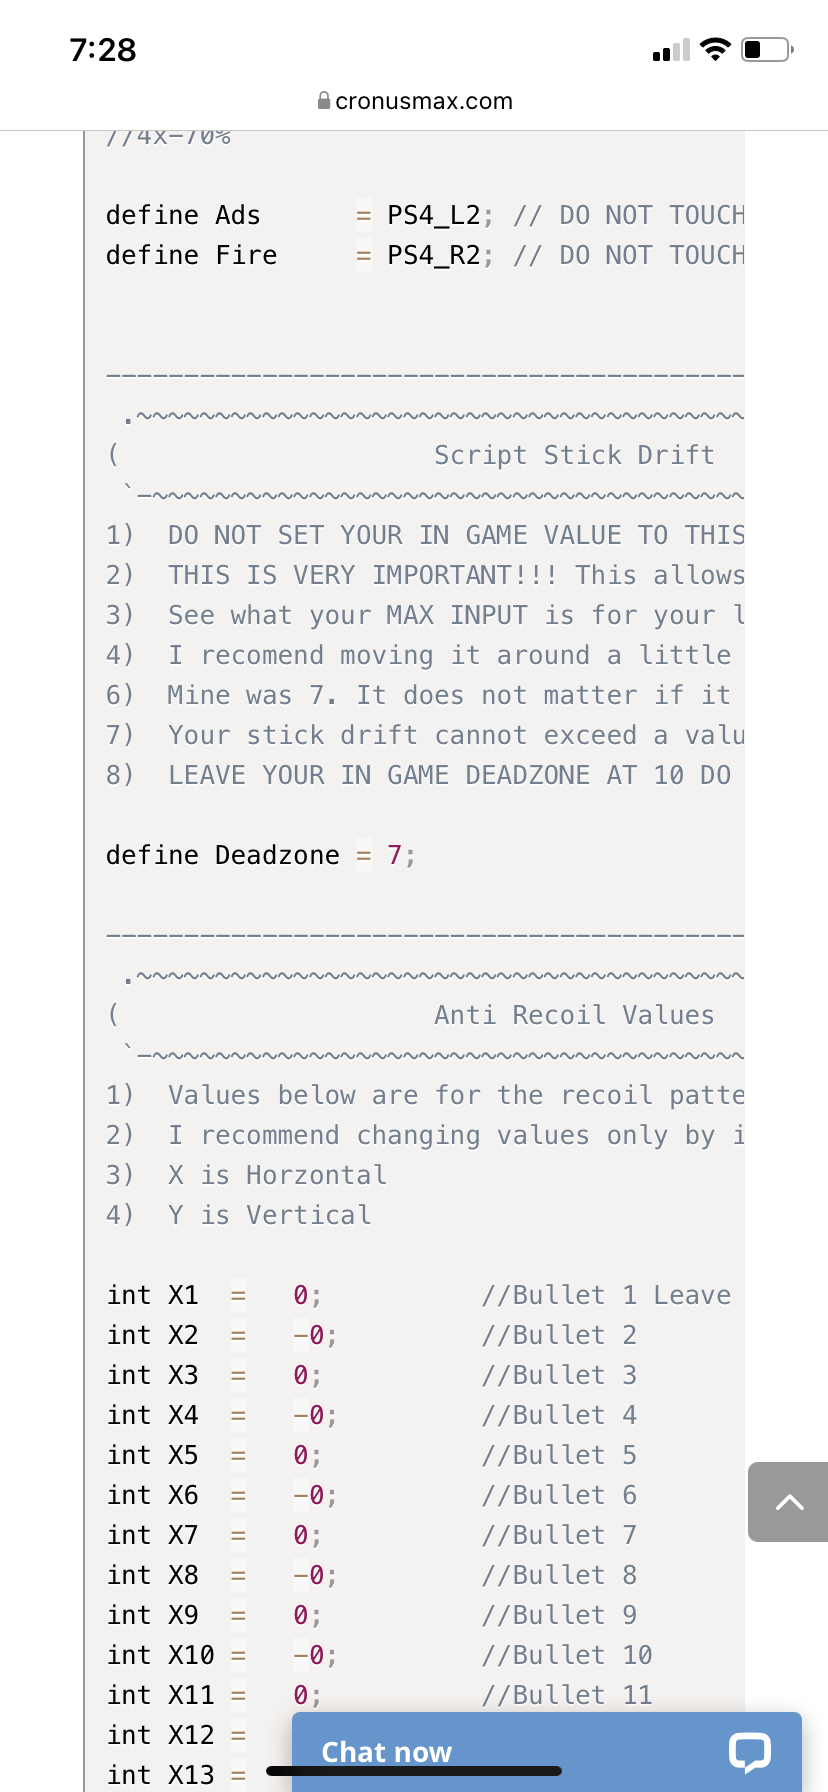 7:28
cronusmax.com
//4x-70%
define Ads = PS4_L2; // DO NOT TOUCH
define Fire = PS4_R2; // DO NOT TOUCH
-----------------------------------------
.~~~~~~~~~~~~~~~~~~~~~~~~~~~~~~~~~~~~~~~
( Script Stick Drift
`-~~~~~~~~~~~~~~~~~~~~~~~~~~~~~~~~~~~~~~
1) DO NOT SET YOUR IN GAME VALUE TO THIS
2) THIS IS VERY IMPORTANT!!! This allows
3) See what your MAX INPUT is for your l
4) I recomend moving it around a little
6) Mine was 7. It does not matter if it
7) Your stick drift cannot exceed a valu
8) LEAVE YOUR IN GAME DEADZONE AT 10 DO
define Deadzone = 7;
-----------------------------------------
.~~~~~~~~~~~~~~~~~~~~~~~~~~~~~~~~~~~~~~~
( Anti Recoil Values
`-~~~~~~~~~~~~~~~~~~~~~~~~~~~~~~~~~~~~~~
1) Values below are for the recoil patte
2) I recommend changing values only by i
3) X is Horzontal
4) Y is Vertical
int X1 = 0; //Bullet 1 Leave
int X2 = -0; //Bullet 2
int X3 = 0; //Bullet 3
int X4 = -0; //Bullet 4
int X5 = 0; //Bullet 5
int X6 = -0; //Bullet 6
int X7 = 0; //Bullet 7
int X8 = -0; //Bullet 8
int X9 = 0; //Bullet 9
int X10 = -0; //Bullet 10
int X11 = 0; //Bullet 11
int X12 =
int X13 =
Chat now